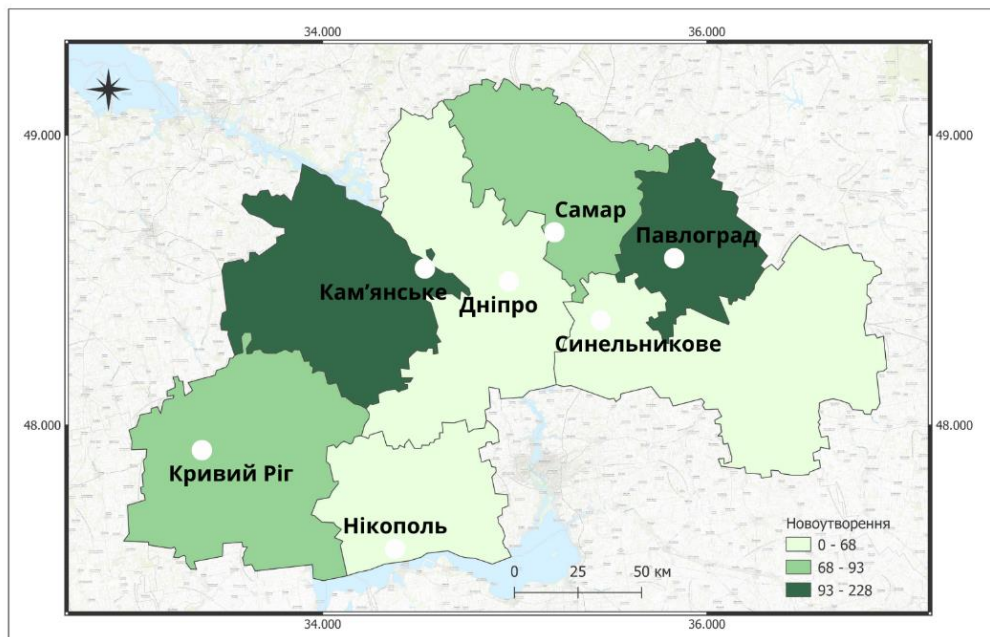 34.000
36.000
49.000
49.000
Самар
Павлоград
Кам'янське
Дніпро
Синельникове
48.000
48.000
Кривий Ріг
Нікополь
Новоутворення
0 - 68
68 - 93
93 - 228
0 25 50 км
34.000
36.000